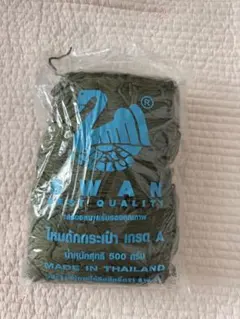 ®
SWAN
BEST QUALITY
ไหมถักกระเป๋า เกรด A
น้ำหนักสุทธิ 500 กรัม
MADE IN THAILAND